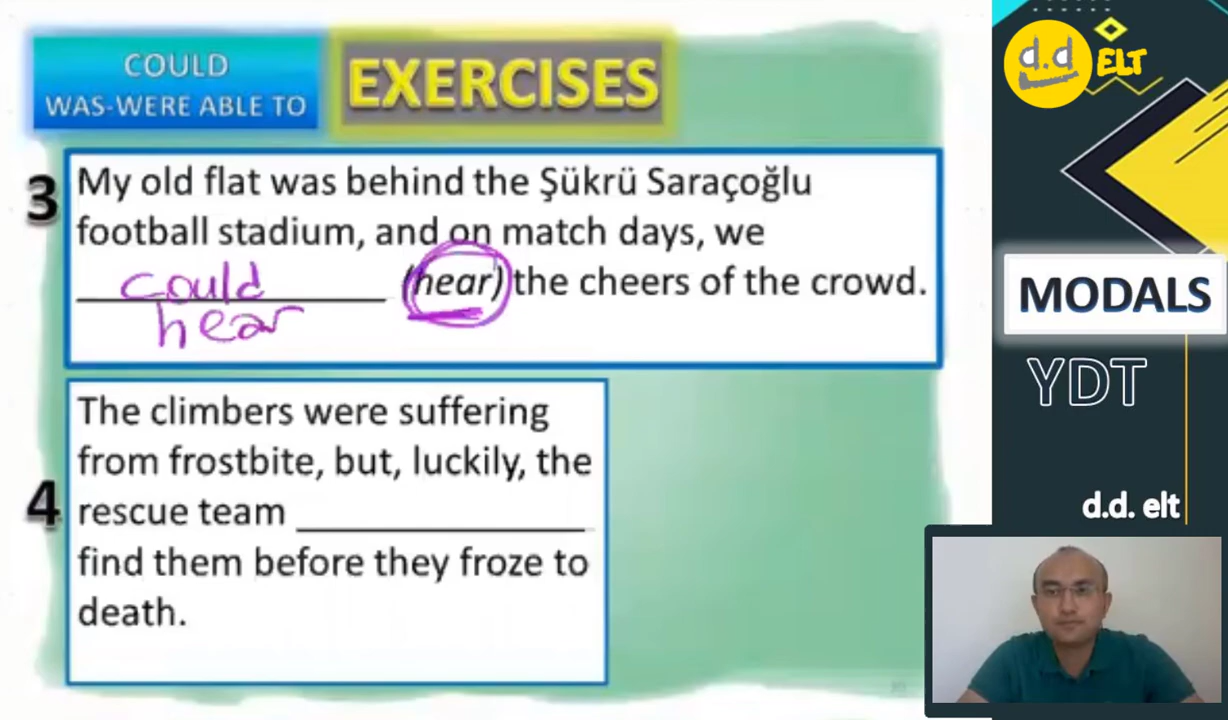 COULD
WAS-WERE ABLE TO
EXERCISES
3
My old flat was behind the Şükrü Saraçoğlu
football stadium, and on match days, we
could (hear) the cheers of the crowd.
hear
4
The climbers were suffering
from frostbite, but, luckily, the
rescue team ____________________
find them before they froze to
death.
d.d ELT
MODALS
YDT
d.d. elt